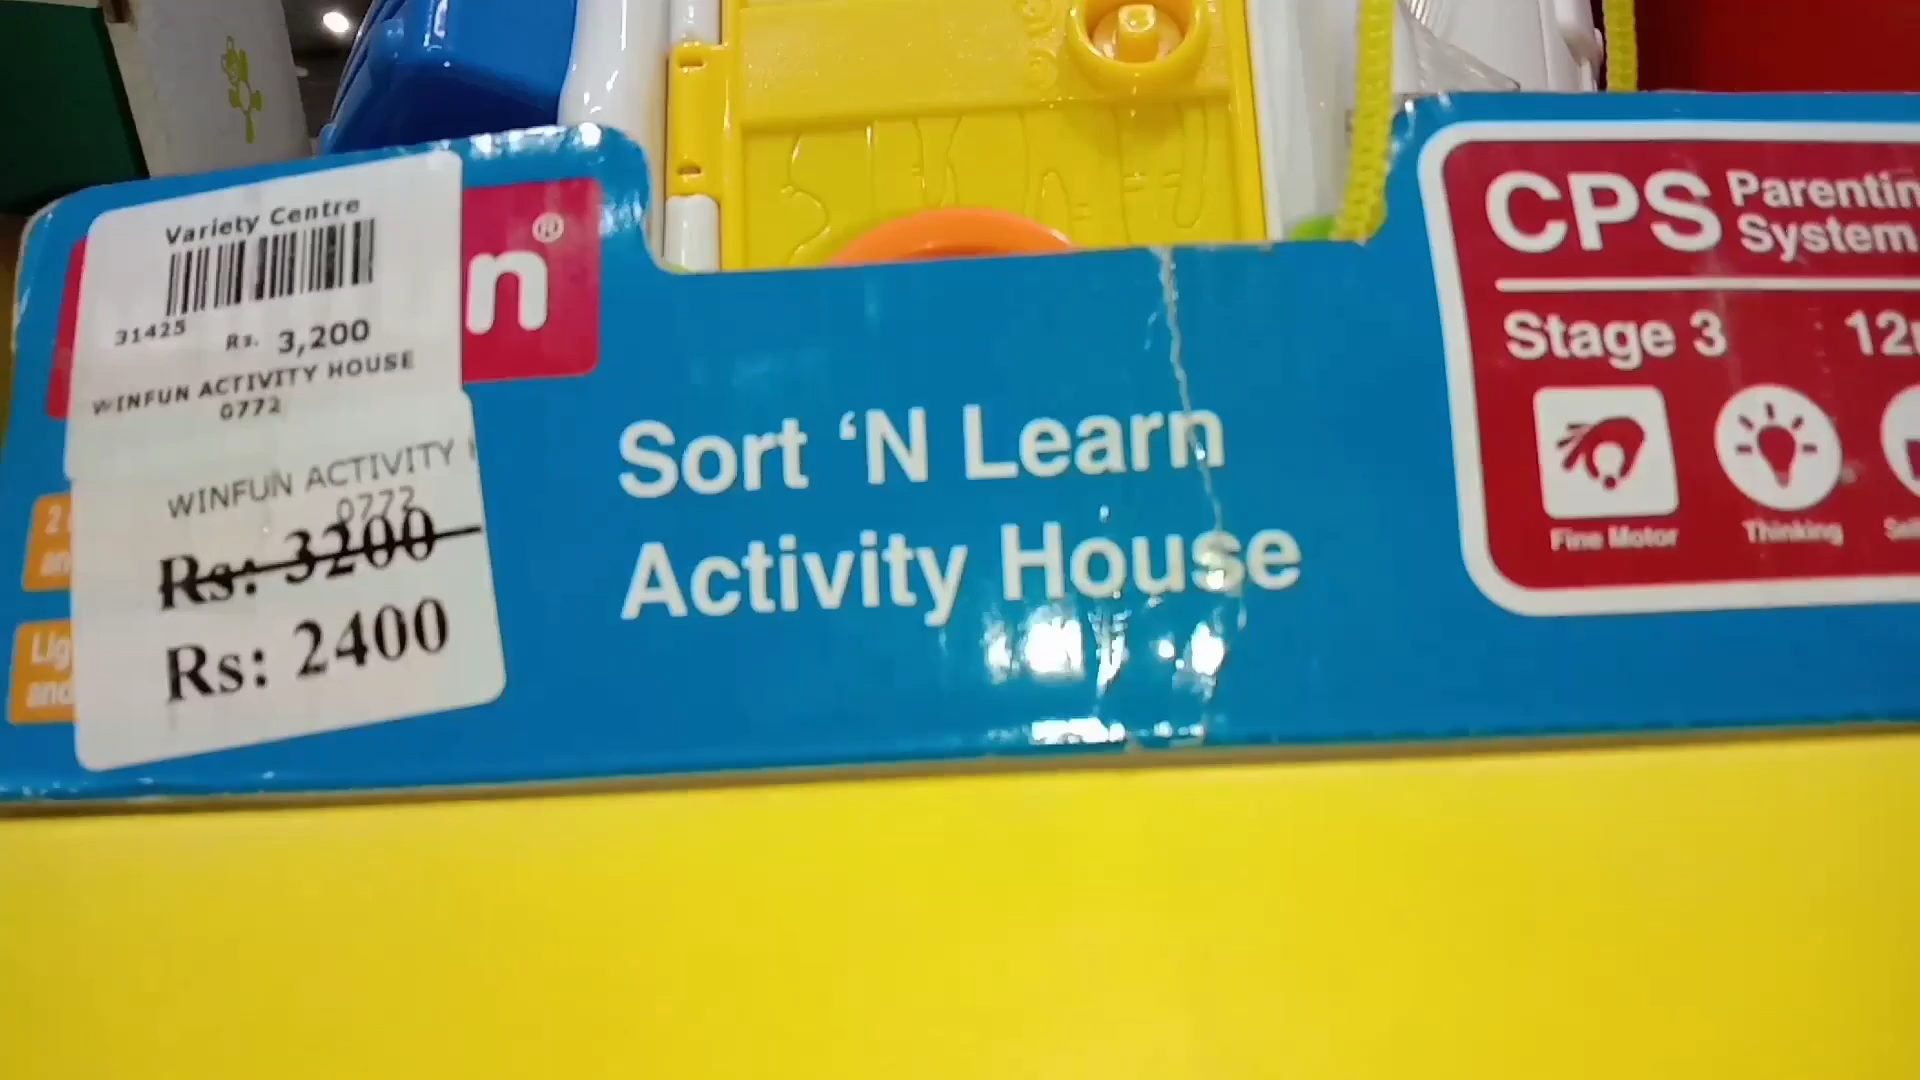 Variety Centre
31425 Rs. 3,200
WINFUN ACTIVITY HOUSE
0772
WINFUN ACTIVITY
0772
Rs: 3200
Rs: 2400
n®
Sort ‘N Learn
Activity House
CPS
System
Stage 3
Fine Motor
Thinking